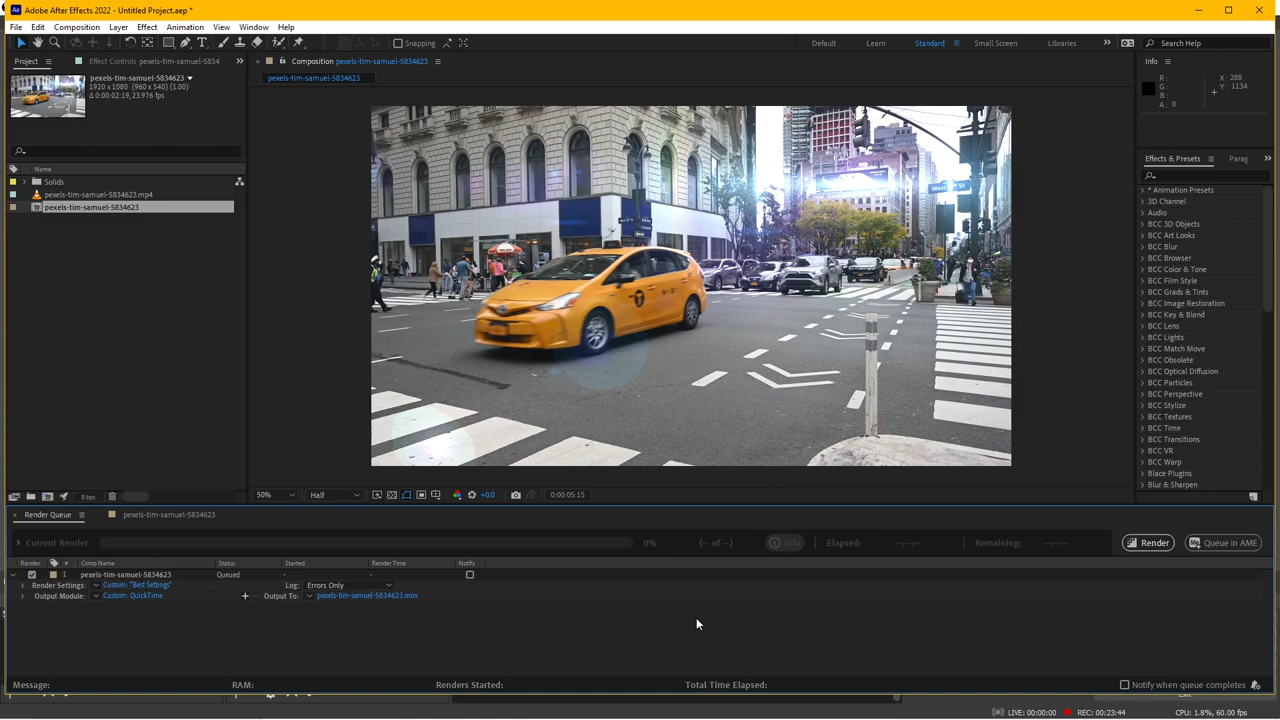 Adobe After Effects 2022 - Untitled Project.aep *
File Edit Composition Layer Effect Animation View Window Help
Snapping
Default Learn Standard Small Screen Libraries
Search Help
Project
Effect Controls pexels-tim-samuel-5834
pexels-tim-samuel-5834623
1920 x 1080 (960 x 540) (1.00)
Δ 0:00:02:19, 23.976 fps
Name
Solids
pexels-tim-samuel-5834623.mp4
pexels-tim-samuel-5834623
8 bpc
Composition pexels-tim-samuel-5834623
pexels-tim-samuel-5834623
50% Half +0.0 0:00:05:15
Info
R :
G :
B :
A : 0
X : 288
Y : 1134
Effects & Presets Parag
* Animation Presets
3D Channel
Audio
BCC 3D Objects
BCC Art Looks
BCC Blur
BCC Browser
BCC Color & Tone
BCC Film Style
BCC Grads & Tints
BCC Image Restoration
BCC Key & Blend
BCC Lens
BCC Lights
BCC Match Move
BCC Obsolete
BCC Optical Diffusion
BCC Particles
BCC Perspective
BCC Stylize
BCC Textures
BCC Time
BCC Transitions
BCC VR
BCC Warp
Blace Plugins
Blur & Sharpen
Render Queue pexels-tim-samuel-5834623
Current Render 0% (-- of --) Info Elapsed: --:--:-- Remaining: --:--:-- Render Queue in AME
Render # Comp Name Status Started Render Time Notify
1 pexels-tim-samuel-5834623 Queued - -
Render Settings: Custom: "Best Settings" Log: Errors Only
Output Module: Custom: QuickTime Output To: pexels-tim-samuel-5834623.mov
Message: RAM: Renders Started: Total Time Elapsed: Notify when queue completes
LIVE: 00:00:00 REC: 00:23:44 CPU: 1.8%, 60.00 fps